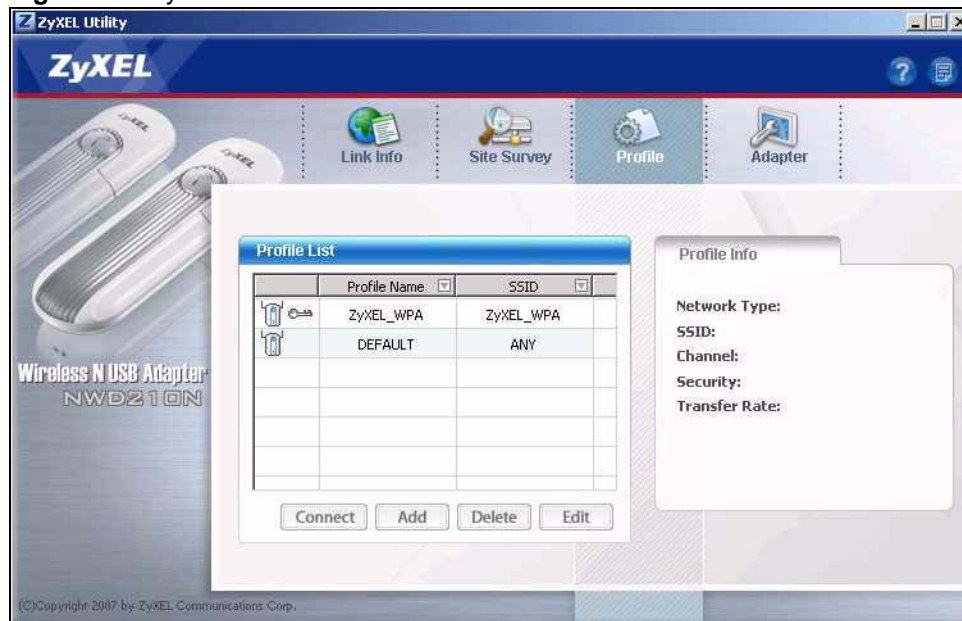 ZyXEL Utility
ZyXEL
Link Info
Site Survey
Profile
Adapter
Profile List
Profile Name SSID
ZyXEL_WPA ZyXEL_WPA
DEFAULT ANY
Connect Add Delete Edit
Profile Info
Network Type:
SSID:
Channel:
Security:
Transfer Rate:
Wireless N USB Adapter
NWD210N
(C)Copyright 2007 by ZyXEL Communications Corp.